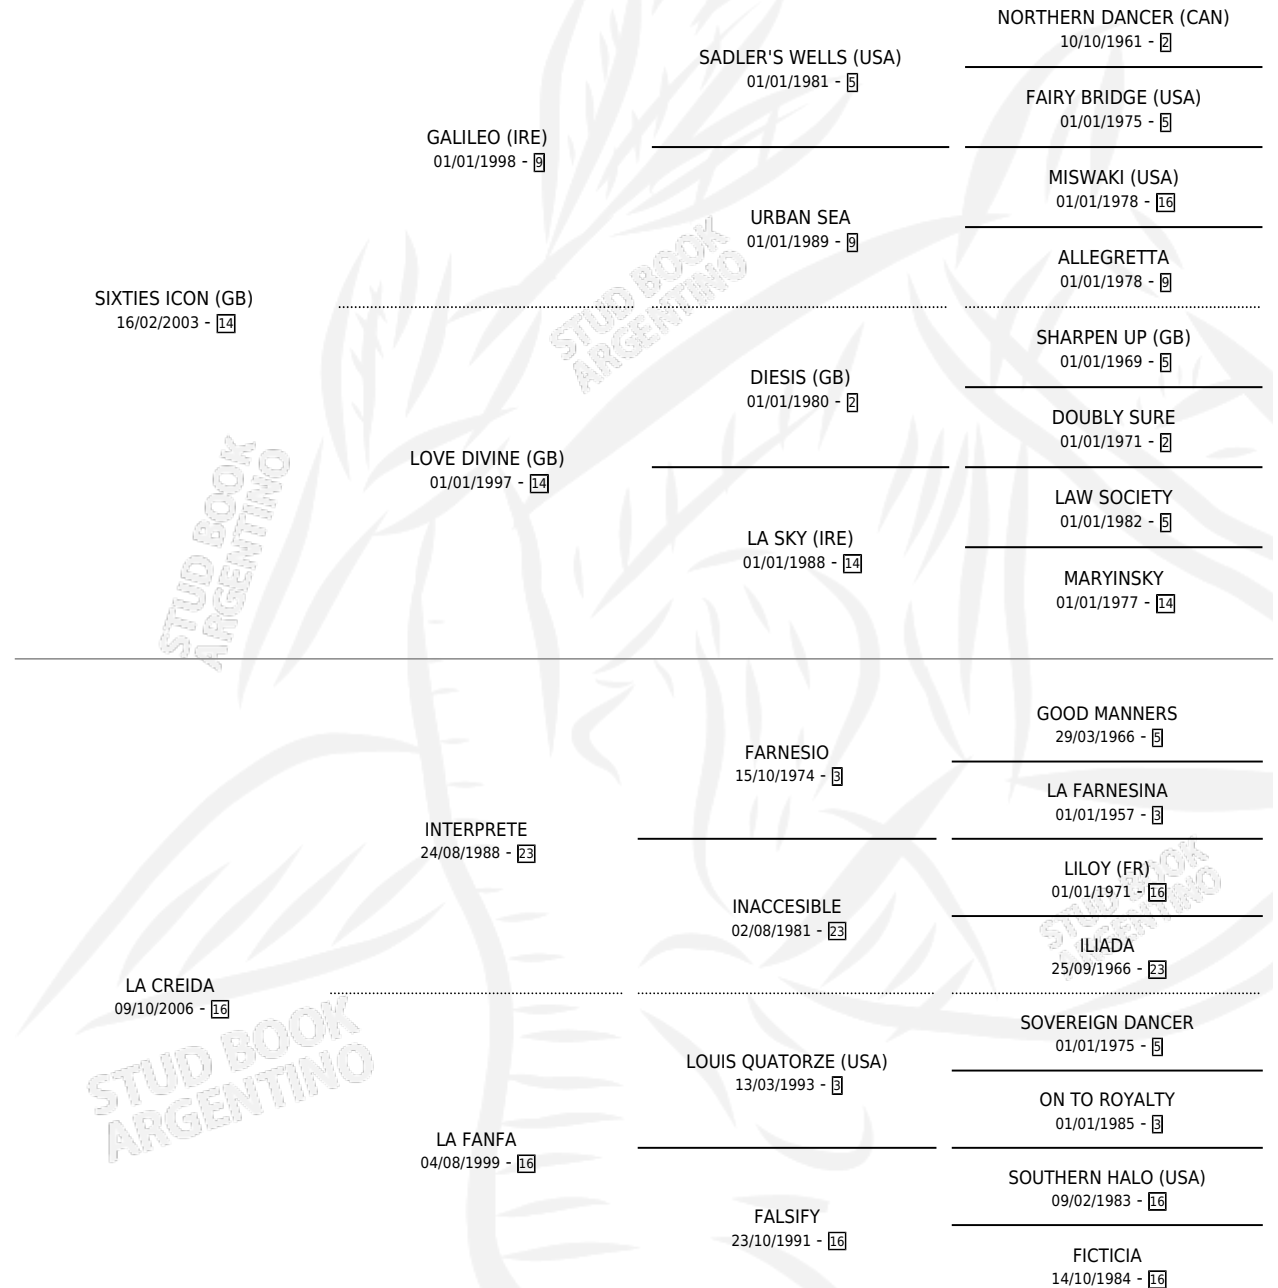 NORTHERN DANCER (CAN)
10/10/1961 - 2
SADLER'S WELLS (USA)
01/01/1981 - 5
FAIRY BRIDGE (USA)
01/01/1975 - 5
GALILEO (IRE)
01/01/1998 - 9
MISWAKI (USA)
01/01/1978 - 16
URBAN SEA
01/01/1989 - 9
ALLEGRETTA
01/01/1978 - 9
SIXTIES ICON (GB)
16/02/2003 - 14
SHARPEN UP (GB)
01/01/1969 - 5
DIESIS (GB)
01/01/1980 - 2
DOUBLY SURE
01/01/1971 - 2
LOVE DIVINE (GB)
01/01/1997 - 14
LAW SOCIETY
01/01/1982 - 5
LA SKY (IRE)
01/01/1988 - 14
MARYINSKY
01/01/1977 - 14
GOOD MANNERS
29/03/1966 - 5
FARNESIO
15/10/1974 - 3
LA FARNESINA
01/01/1957 - 3
INTERPRETE
24/08/1988 - 23
LILOY (FR)
01/01/1971 - 16
INACCESIBLE
02/08/1981 - 23
ILIADA
25/09/1966 - 23
LA CREIDA
09/10/2006 - 16
SOVEREIGN DANCER
01/01/1975 - 5
LOUIS QUATORZE (USA)
13/03/1993 - 3
ON TO ROYALTY
01/01/1985 - 3
LA FANFA
04/08/1999 - 16
SOUTHERN HALO (USA)
09/02/1983 - 16
FALSIFY
23/10/1991 - 16
FICTICIA
14/10/1984 - 16
STUD BOOK
ARGENTINO
STUD BOOK
ARGENTINO
STUD BOOK
ARGENTINO
STUD BOOK
ARGENTINO